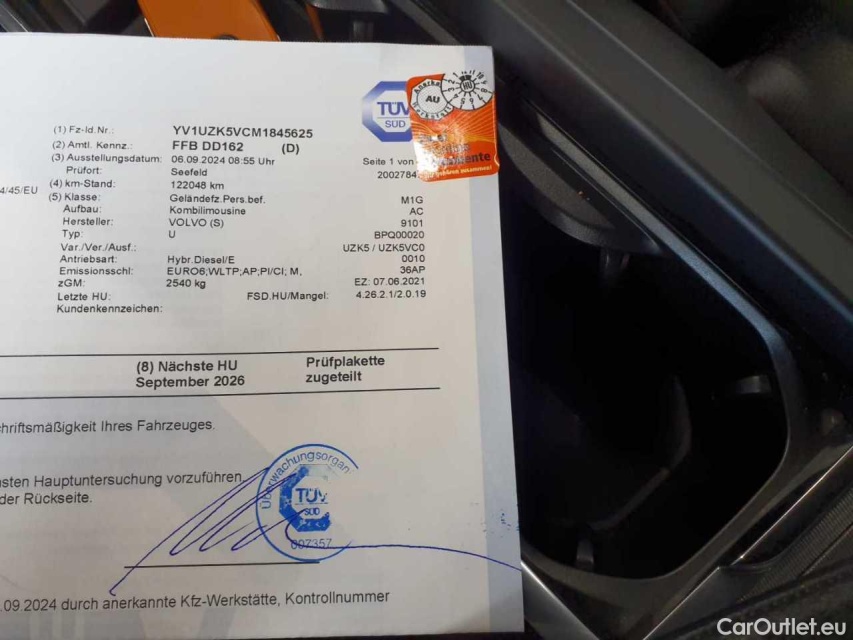 TÜV
SÜD
AU
HU
(1) Fz-Id.Nr.: YV1UZK5VCM1845625
(2) Amtl. Kennz.: FFB DD162 (D)
(3) Ausstellungsdatum: 06.09.2024 08:55 Uhr
Prüfort: Seefeld
Seite 1 von
2002784
4/45/EU
(4) km-Stand: 122048 km
(5) Klasse: Geländefz.Pers.bef. M1G
Aufbau: Kombilimousine AC
Hersteller: VOLVO (S) 9101
Typ: U BPQ00020
Var./Ver./Ausf.: UZK5 / UZK5VC0
Antriebsart: Hybr.Diesel/E 0010
Emissionsschl: EURO6;WLTP;AP;PI/CI; M, 36AP
zGM: 2540 kg EZ: 07.06.2021
Letzte HU: FSD.HU/Mangel: 4.26.2.1/2.0.19
Kundenkennzeichen:
(8) Nächste HU Prüfplakette
September 2026 zugeteilt
hriftsmäßigkeit Ihres Fahrzeuges.
Überwachungsorgan
TÜV
SÜD
607357
sten Hauptuntersuchung vorzuführen
der Rückseite.
.09.2024 durch anerkannte Kfz-Werkstätte, Kontrollnummer
CarOutlet.eu